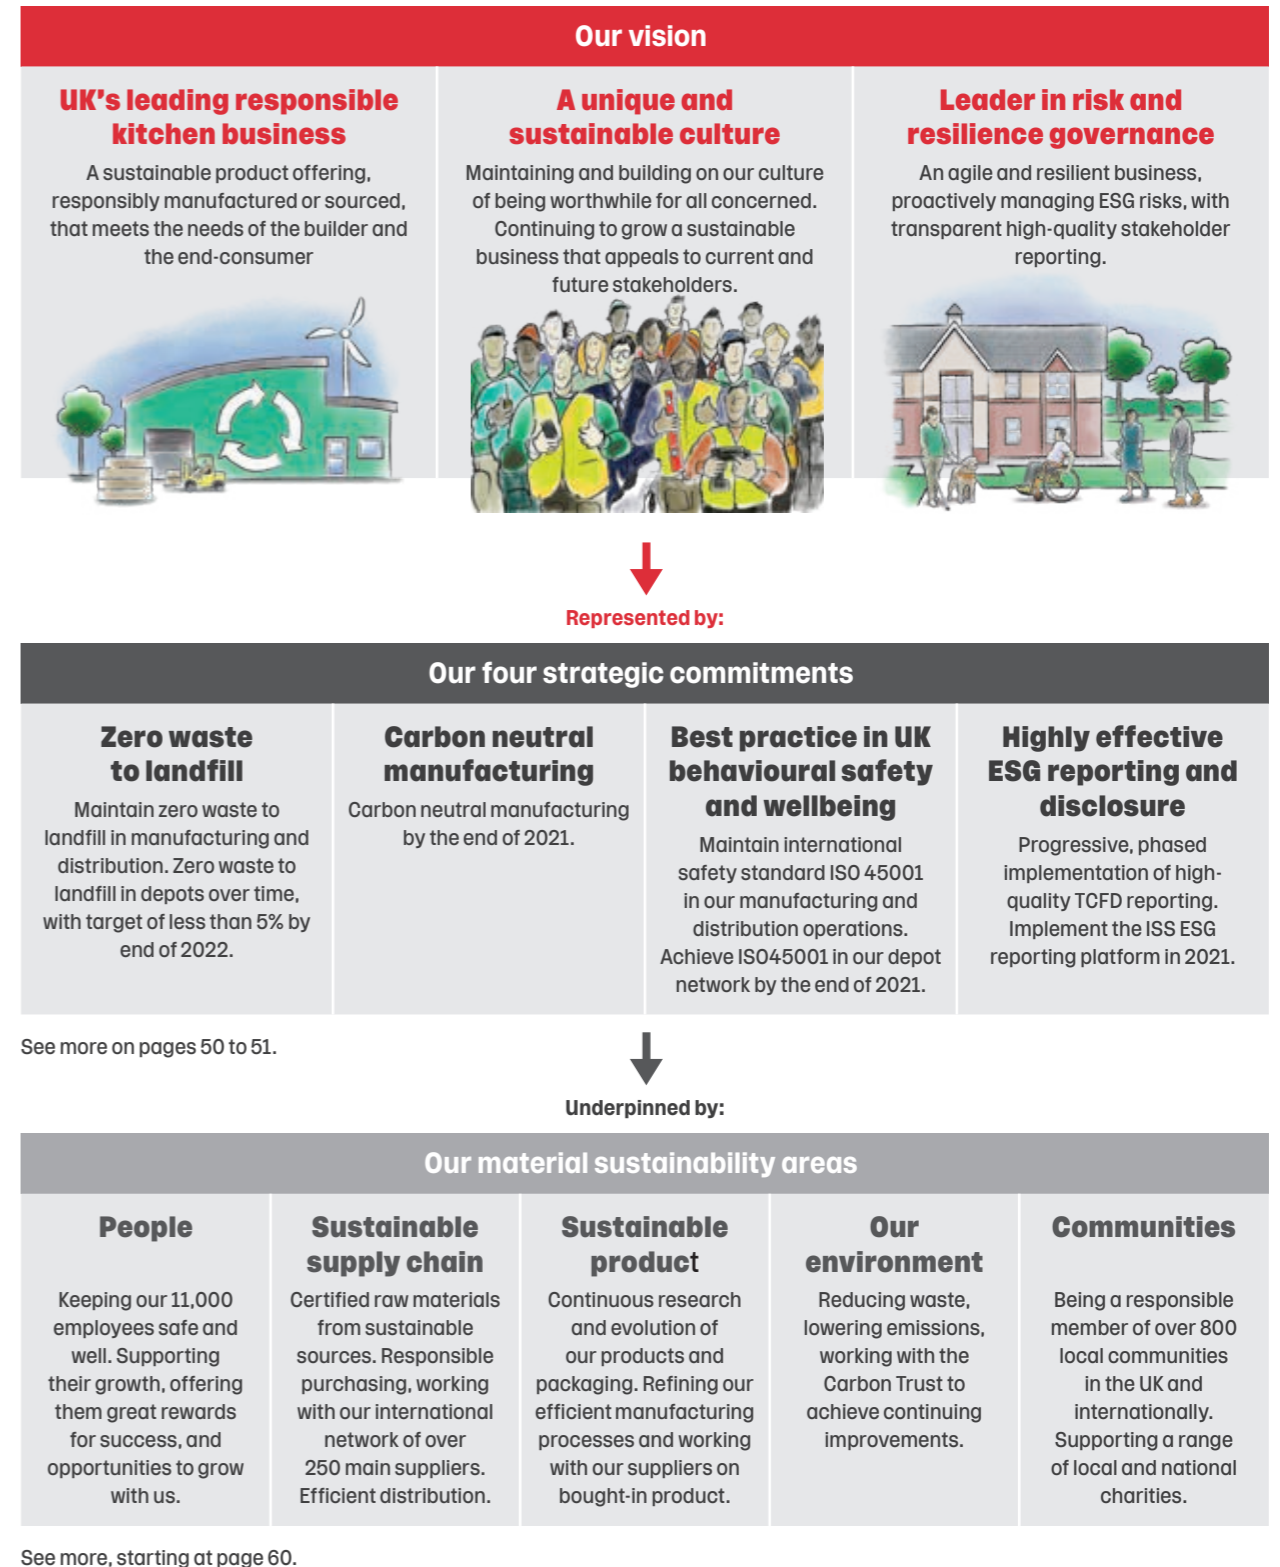 Our vision
UK's leading responsible
kitchen business
A sustainable product offering,
responsibly manufactured or sourced,
that meets the needs of the builder and
the end-consumer
A unique and
sustainable culture
Maintaining and building on our culture
of being worthwhile for all concerned.
Continuing to grow a sustainable
business that appeals to current and
future stakeholders.
Leader in risk and
resilience governance
An agile and resilient business,
proactively managing ESG risks, with
transparent high-quality stakeholder
reporting.
Represented by:
Our four strategic commitments
Zero waste
to landfill
Maintain zero waste to
landfill in manufacturing and
distribution. Zero waste to
landfill in depots over time,
with target of less than 5% by
end of 2022.
Carbon neutral
manufacturing
Carbon neutral manufacturing
by the end of 2021.
Best practice in UK
behavioural safety
and wellbeing
Maintain international
safety standard ISO 45001
in our manufacturing and
distribution operations.
Achieve ISO45001 in our depot
network by the end of 2021.
Highly effective
ESG reporting and
disclosure
Progressive, phased
implementation of high-
quality TCFD reporting.
Implement the ISS ESG
reporting platform in 2021.
See more on pages 50 to 51.
Underpinned by:
Our material sustainability areas
People
Keeping our 11,000
employees safe and
well. Supporting
their growth, offering
them great rewards
for success, and
opportunities to grow
with us.
Sustainable
supply chain
Certified raw materials
from sustainable
sources. Responsible
purchasing, working
with our international
network of over
250 main suppliers.
Efficient distribution.
Sustainable
product
Continuous research
and evolution of
our products and
packaging. Refining our
efficient manufacturing
processes and working
with our suppliers on
bought-in product.
Our
environment
Reducing waste,
lowering emissions,
working with the
Carbon Trust to
achieve continuing
improvements.
Communities
Being a responsible
member of over 800
local communities
in the UK and
internationally.
Supporting a range
of local and national
charities.
See more, starting at page 60.